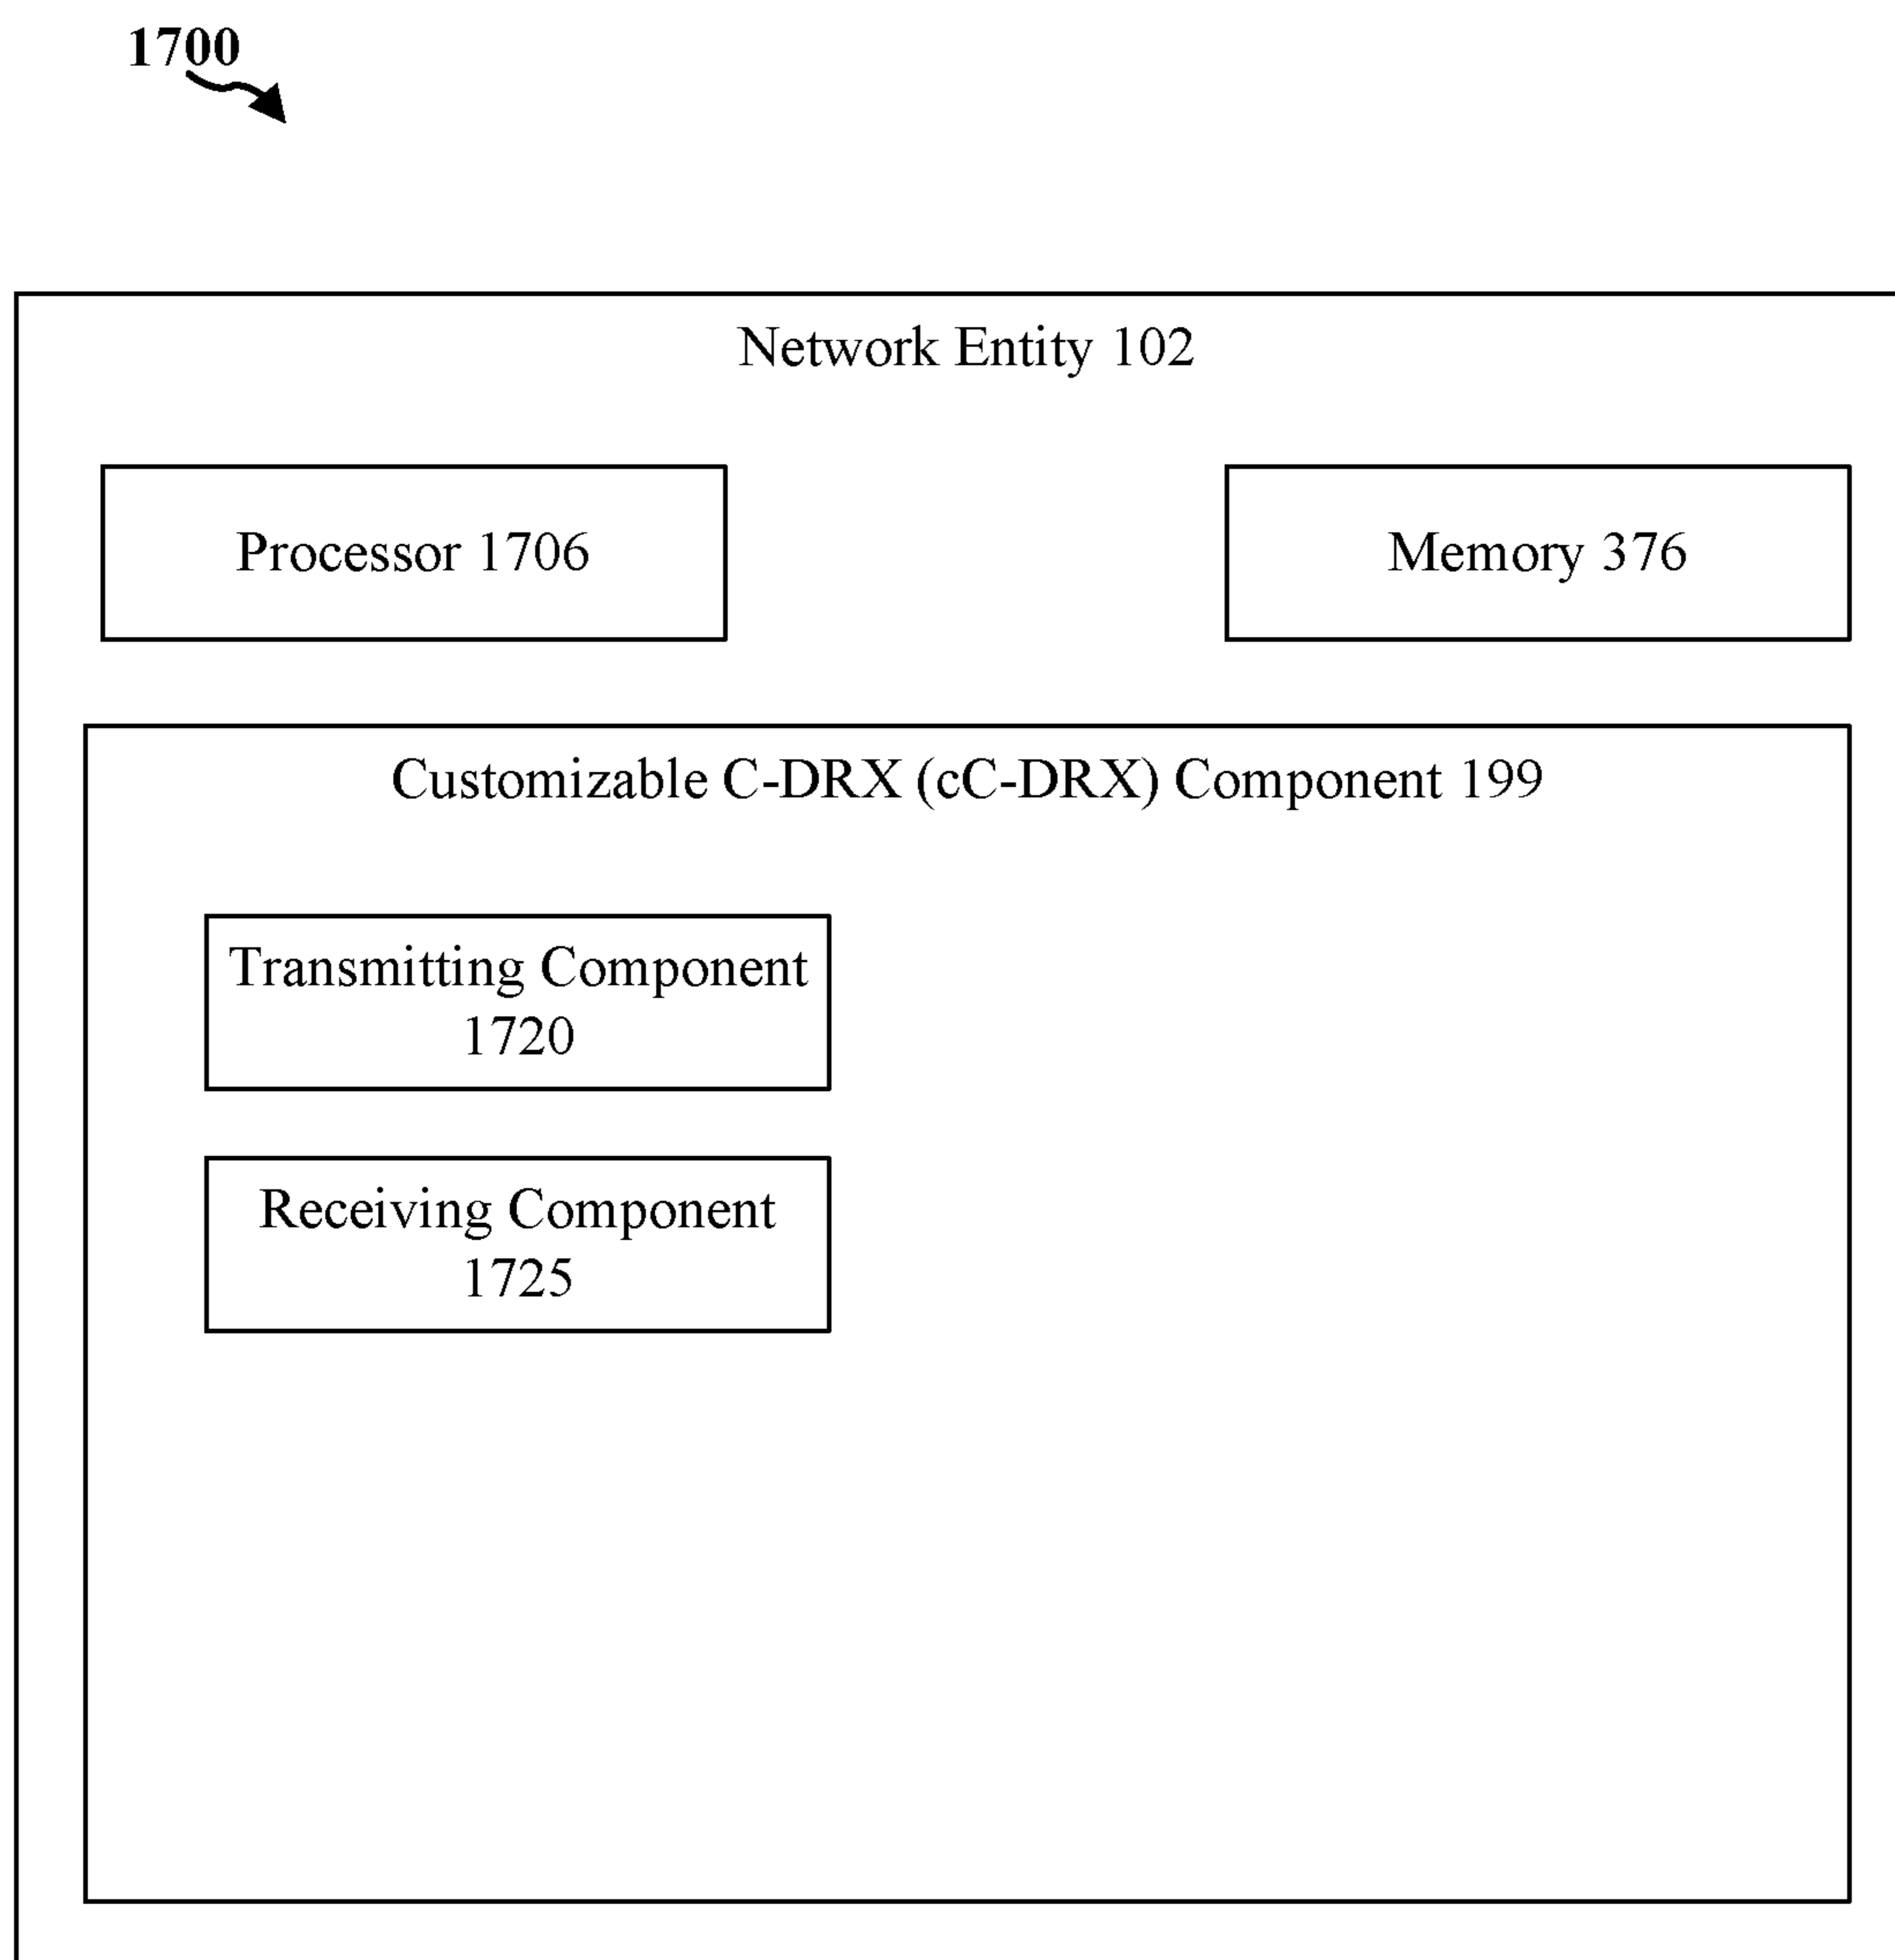 1700
Network Entity 102
Processor 1706
Memory 376
Customizable C-DRX (cC-DRX) Component 199
Transmitting Component
1720
Receiving Component
1725